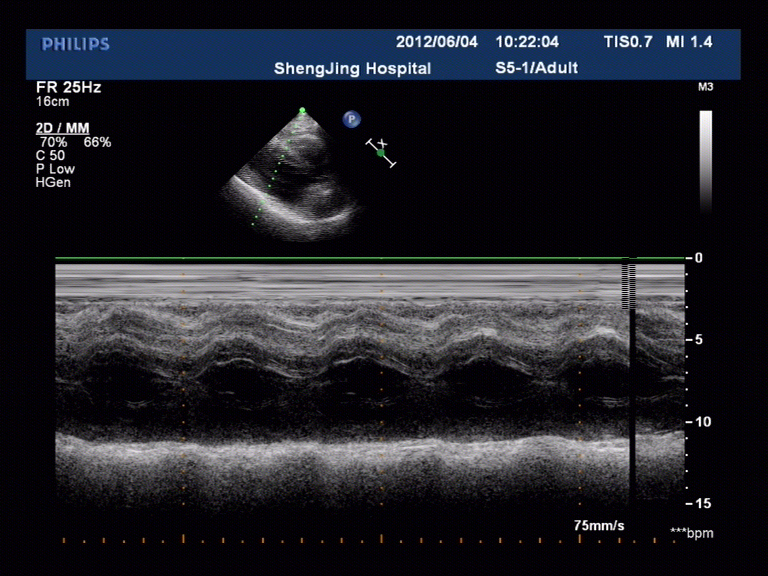 PHILIPS
2012/06/04 10:22:04 TIS0.7 MI 1.4
ShengJing Hospital S5-1/Adult
FR 25Hz
16cm
M3
P
x
2D / MM
70% 66%
C 50
P Low
HGen
0
5
10
15
75mm/s
***bpm